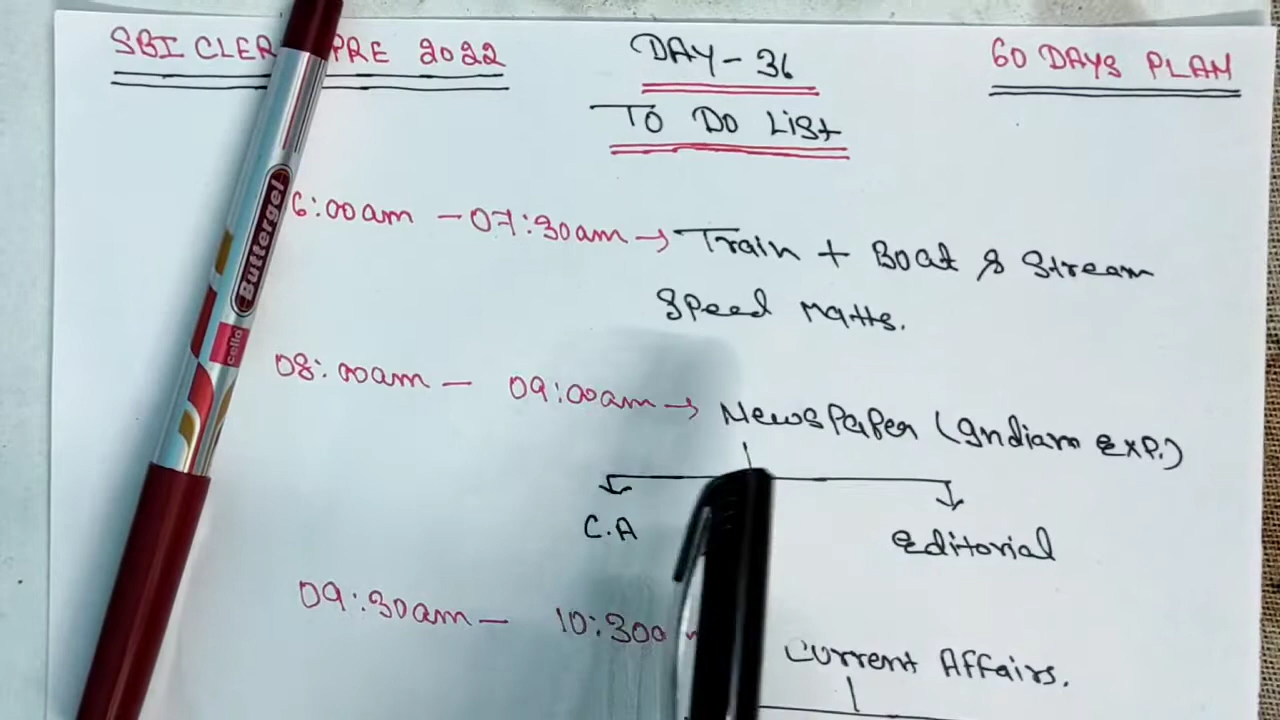 SBI CLER PRE 2022
DAY-36
60 DAYS PLAN
TO DO LIST
6:00am - 07:30am → Train + Boat & Stream
Speed Maths.
08:00am - 09:00am → Newspaper (Indian Exp.)
C.A
Editorial
09:30am - 10:30a
Current Affairs.
Buttergel
cello